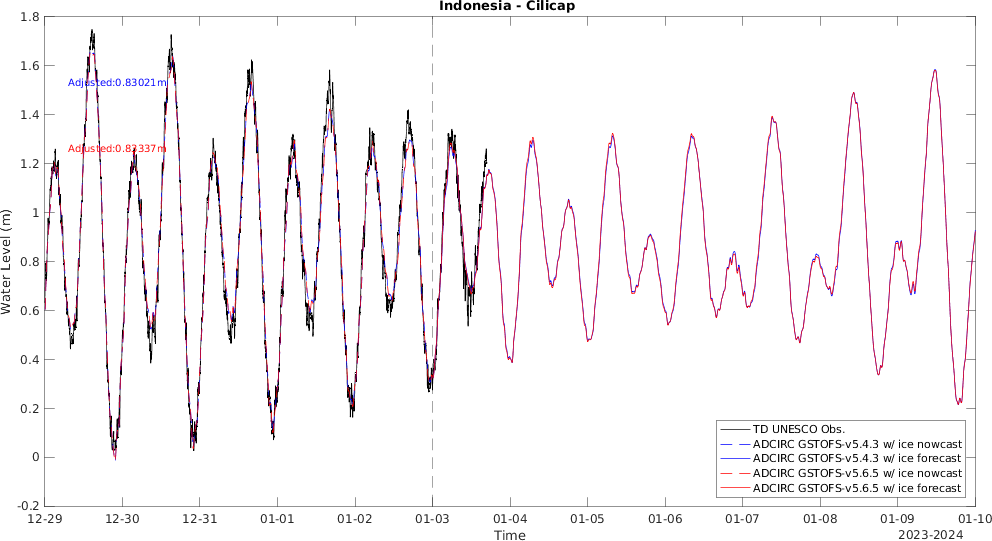 Indonesia - Cilicap
1.8
1.6
1.4
1.2
1
0.8
0.6
0.4
0.2
0
-0.2
Water Level (m)
Adjusted:0.83021m
Adjusted:0.83337m
TD UNESCO Obs.
ADCIRC GSTOFS-v5.4.3 w/ ice nowcast
ADCIRC GSTOFS-v5.4.3 w/ ice forecast
ADCIRC GSTOFS-v5.6.5 w/ ice nowcast
ADCIRC GSTOFS-v5.6.5 w/ ice forecast
12-29 12-30 12-31 01-01 01-02 01-03 01-04 01-05 01-06 01-07 01-08 01-09 01-10
Time
2023-2024